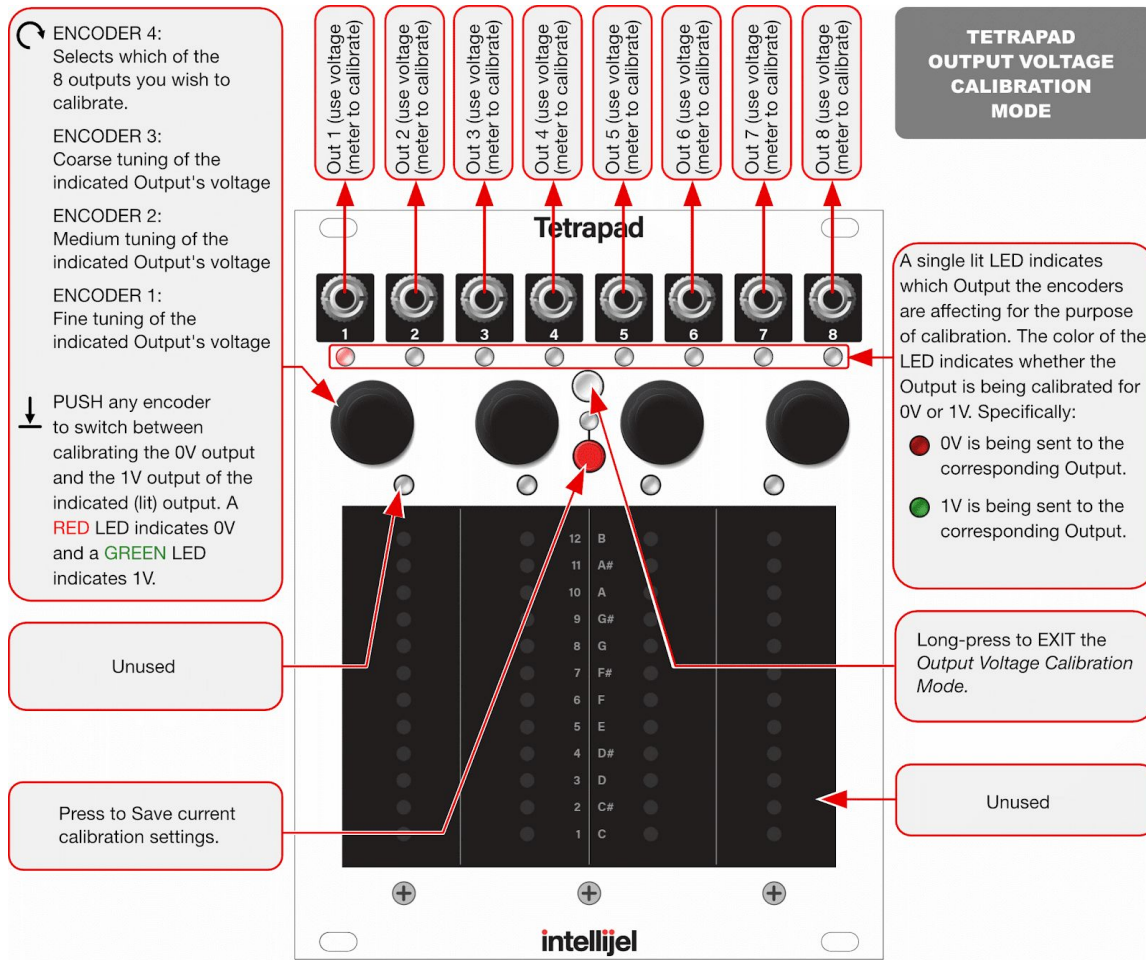 ENCODER 4:
Selects which of the
8 outputs you wish to
calibrate.
ENCODER 3:
Coarse tuning of the
indicated Output's voltage
ENCODER 2:
Medium tuning of the
indicated Output's voltage
ENCODER 1:
Fine tuning of the
indicated Output's voltage
PUSH any encoder
to switch between
calibrating the 0V output
and the 1V output of the
indicated (lit) output. A
RED LED indicates 0V
and a GREEN LED
indicates 1V.
Unused
Press to Save current
calibration settings.
Out 1 (use voltage
(meter to calibrate)
Out 2 (use voltage
(meter to calibrate)
Out 3 (use voltage
(meter to calibrate)
Out 4 (use voltage
(meter to calibrate)
Out 5 (use voltage
(meter to calibrate)
Out 6 (use voltage
(meter to calibrate)
Out 7 (use voltage
(meter to calibrate)
Out 8 (use voltage
(meter to calibrate)
Tetrapad
1 2 3 4 5 6 7 8
12 B
11 A#
10 A
9 G#
8 G
7 F#
6 F
5 E
4 D#
3 D
2 C#
1 C
intellijel
TETRAPAD
OUTPUT VOLTAGE
CALIBRATION
MODE
A single lit LED indicates
which Output the encoders
are affecting for the purpose
of calibration. The color of the
LED indicates whether the
Output is being calibrated for
0V or 1V. Specifically:
0V is being sent to the
corresponding Output.
1V is being sent to the
corresponding Output.
Long-press to EXIT the
Output Voltage Calibration
Mode.
Unused